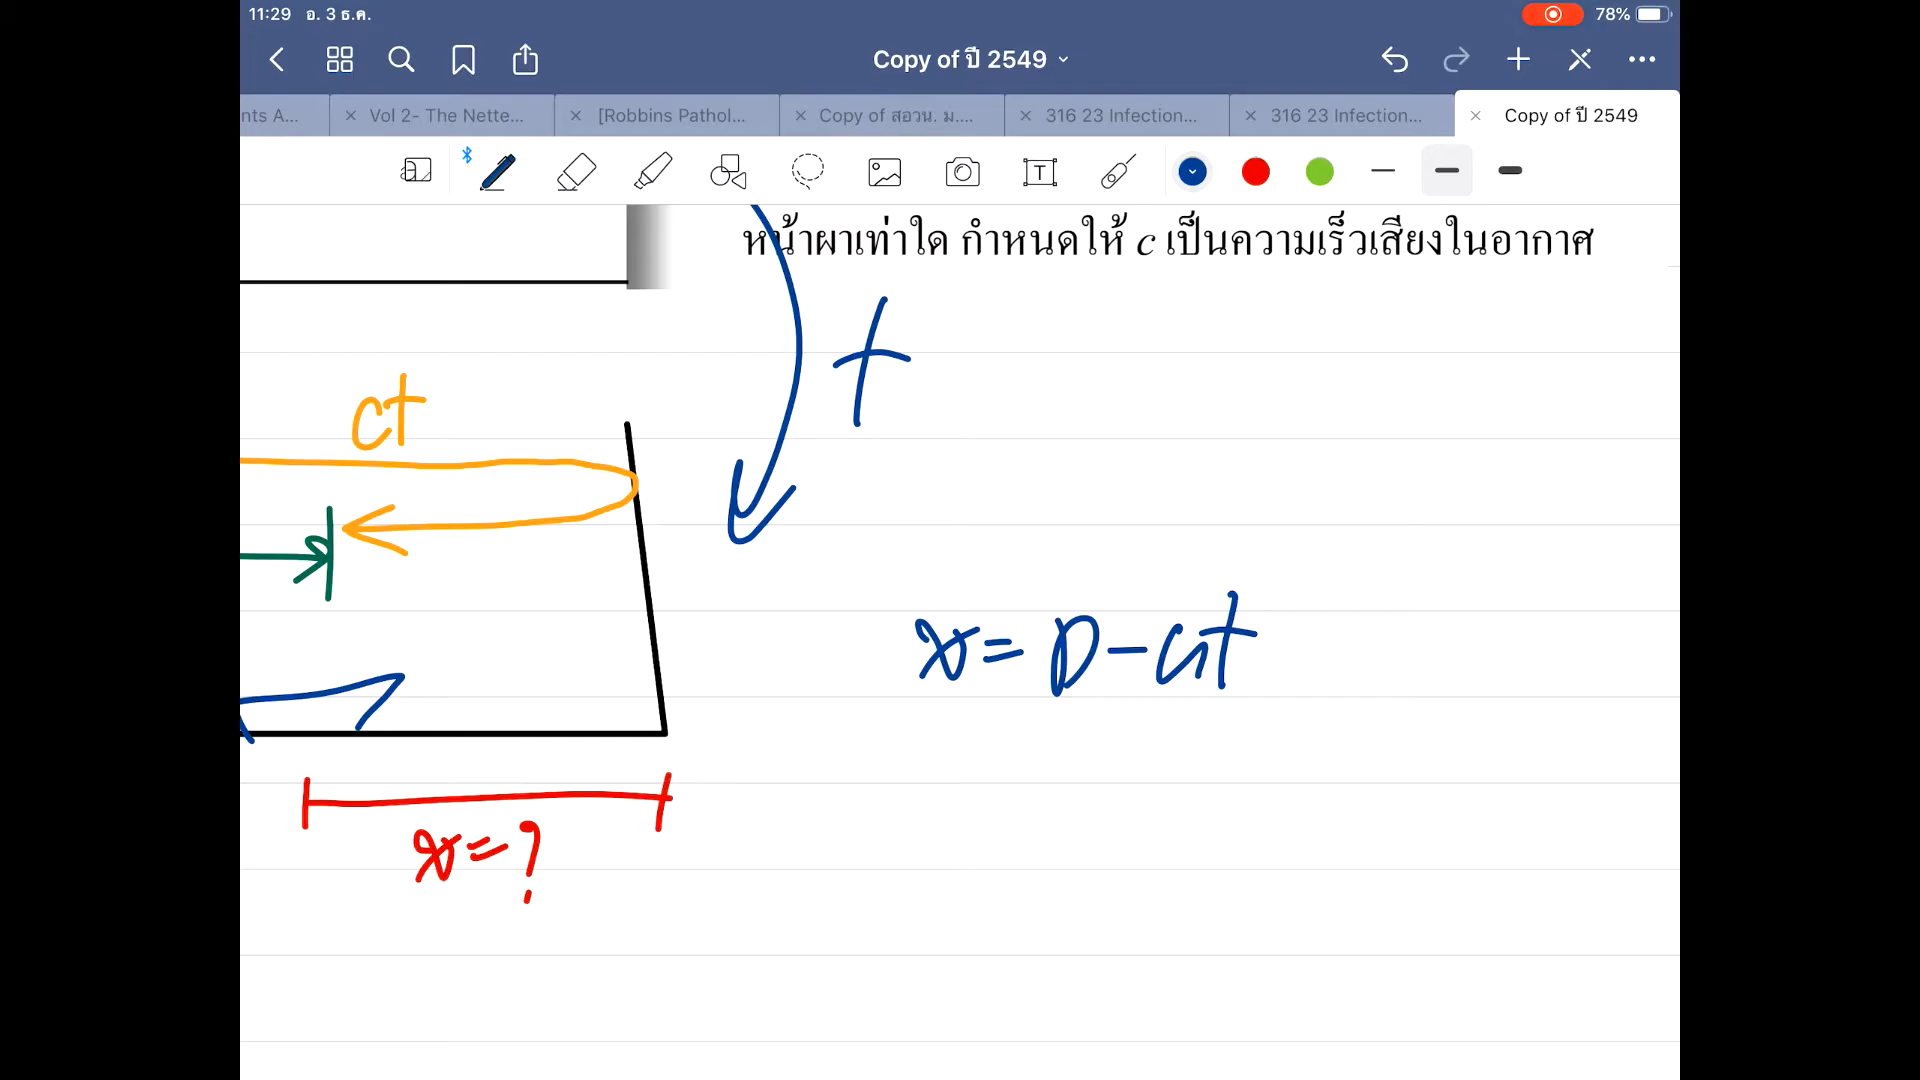 11:29 อ. 3 ธ.ค. 78%
Copy of ปี 2549
nts A... Vol 2- The Nette... [Robbins Pathol... Copy of สอวน. ม.... 316 23 Infection... 316 23 Infection... Copy of ปี 2549
หน้าผาเท่าใด กำหนดให้ c เป็นความเร็วเสียงในอากาศ
t
ct
x = D - ut
x = ?